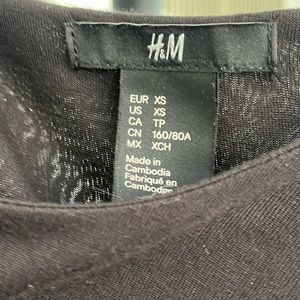 H&M
EUR XS
US XS
CA TP
CN 160/80A
MX XCH
Made in
Cambodia
Fabriqué en
Cambodge